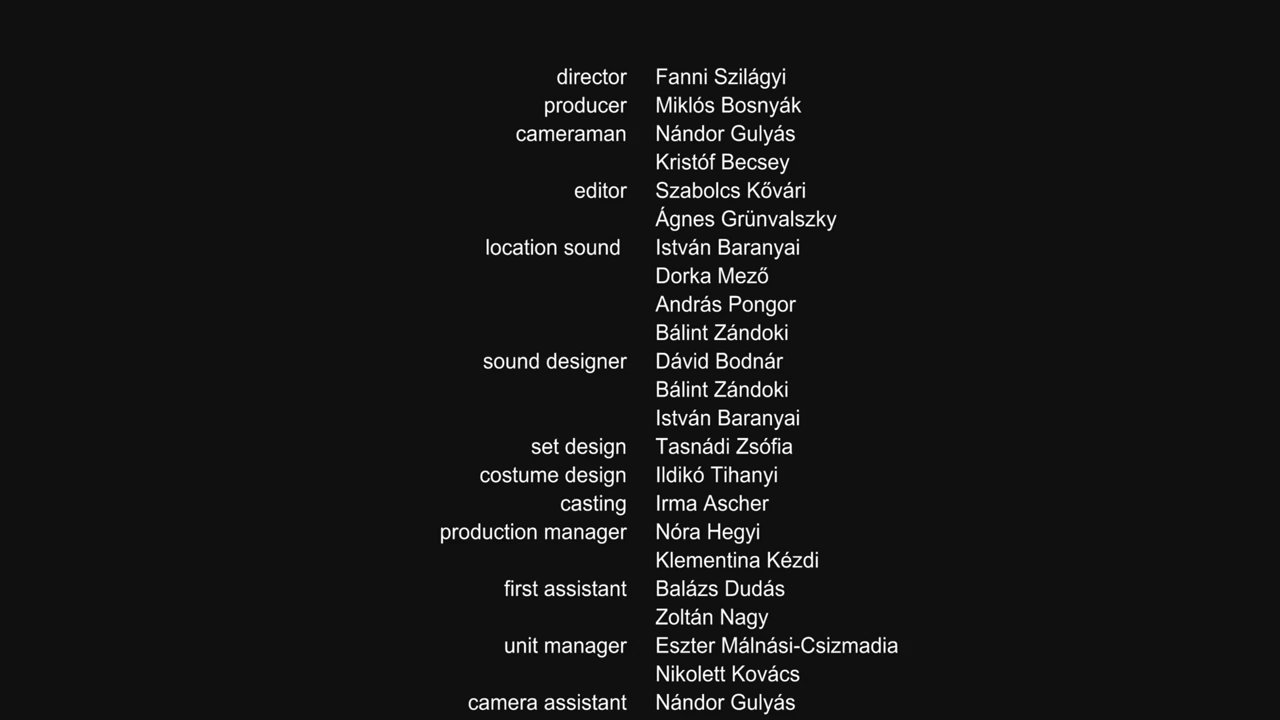 director Fanni Szilágyi
producer Miklós Bosnyák
cameraman Nándor Gulyás
Kristóf Becsey
editor Szabolcs Kővári
Ágnes Grünvalszky
location sound István Baranyai
Dorka Mező
András Pongor
Bálint Zándoki
sound designer Dávid Bodnár
Bálint Zándoki
István Baranyai
set design Tasnádi Zsófia
costume design Ildikó Tihanyi
casting Irma Ascher
production manager Nóra Hegyi
Klementina Kézdi
first assistant Balázs Dudás
Zoltán Nagy
unit manager Eszter Málnási-Csizmadia
Nikolett Kovács
camera assistant Nándor Gulyás